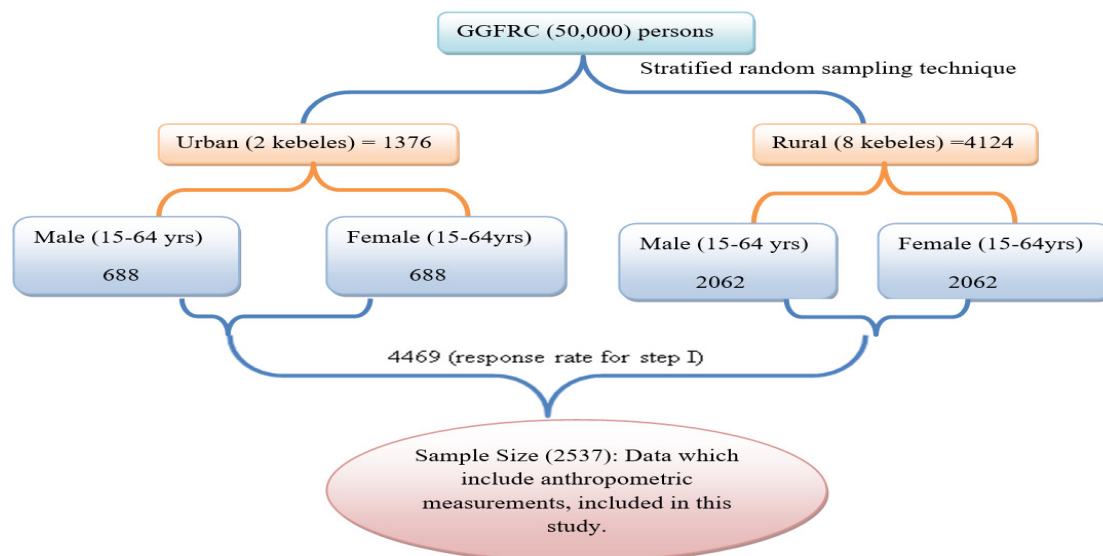 GGFRC (50,000) persons
Stratified random sampling technique
Urban (2 kebeles) = 1376
Rural (8 kebeles) =4124
Male (15-64 yrs)
688
Female (15-64yrs)
688
Male (15-64 yrs)
2062
Female (15-64yrs)
2062
4469 (response rate for step I)
Sample Size (2537): Data which
include anthropometric
measurements, included in this
study.